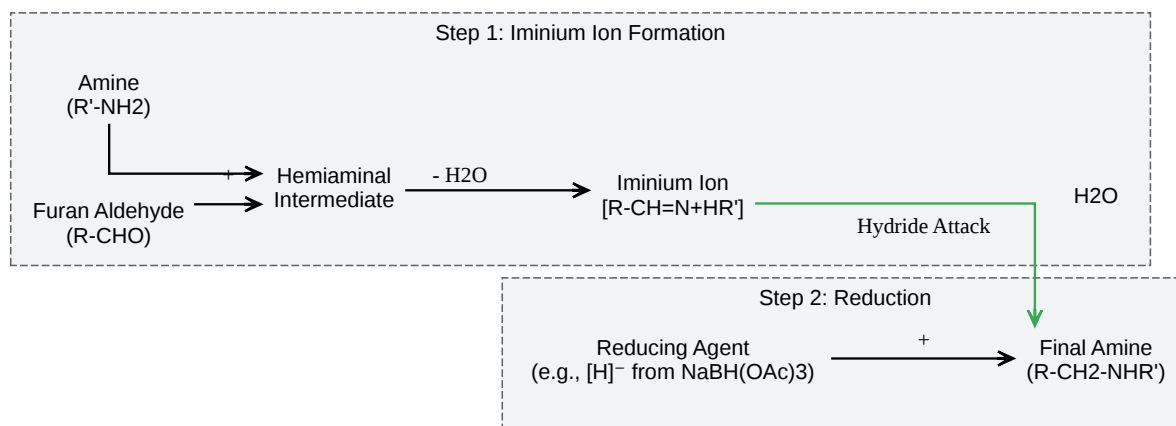 Step 1: Iminium Ion Formation
Amine
(R'-NH2)
+
Furan Aldehyde
(R-CHO)
Hemiaminal
Intermediate
- H2O
Iminium Ion
[R-CH=N+HR']
Hydride Attack
H2O
Step 2: Reduction
Reducing Agent
(e.g., [H]⁻ from NaBH(OAc)3)
+
Final Amine
(R-CH2-NHR')